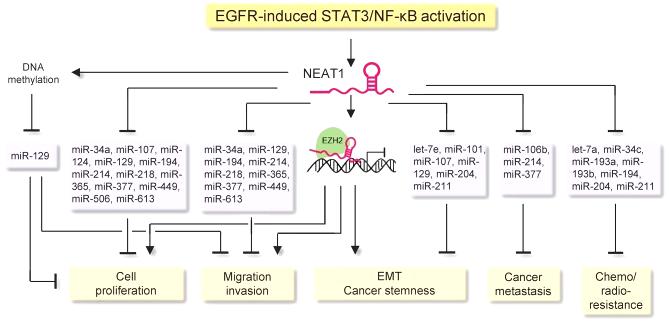 EGFR-induced STAT3/NF-κB activation
DNA
methylation
NEAT1
EZH2
miR-129
miR-34a, miR-107, miR-
124, miR-129, miR-194,
miR-214, miR-218, miR-
365, miR-377, miR-449,
miR-506, miR-613
miR-34a, miR-129,
miR-194, miR-214,
miR-218, miR-365,
miR-377, miR-449,
miR-613
let-7e, miR-101,
miR-107, miR-
129, miR-204,
miR-211
miR-106b,
miR-214,
miR-377
let-7a, miR-34c,
miR-193a, miR-
193b, miR-194,
miR-204, miR-211
Cell
proliferation
Migration
invasion
EMT
Cancer stemness
Cancer
metastasis
Chemo/
radio-
resistance